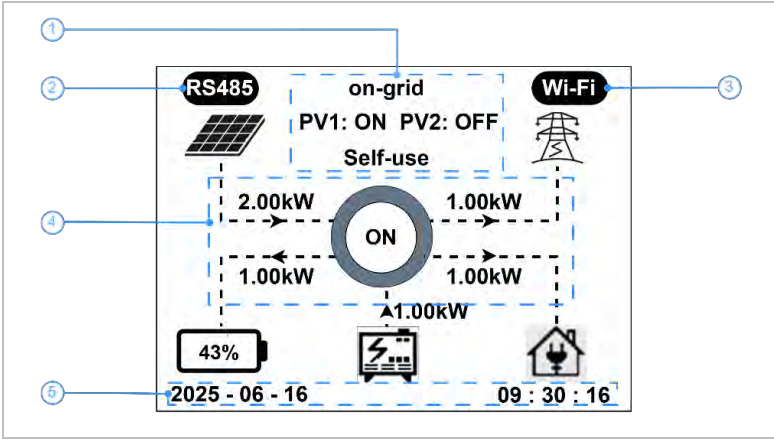 1
2 RS485 on-grid Wi-Fi 3
PV1: ON PV2: OFF
Self-use
2.00kW 1.00kW
4 ON
1.00kW 1.00kW
1.00kW
43%
5 2025 - 06 - 16 09 : 30 : 16